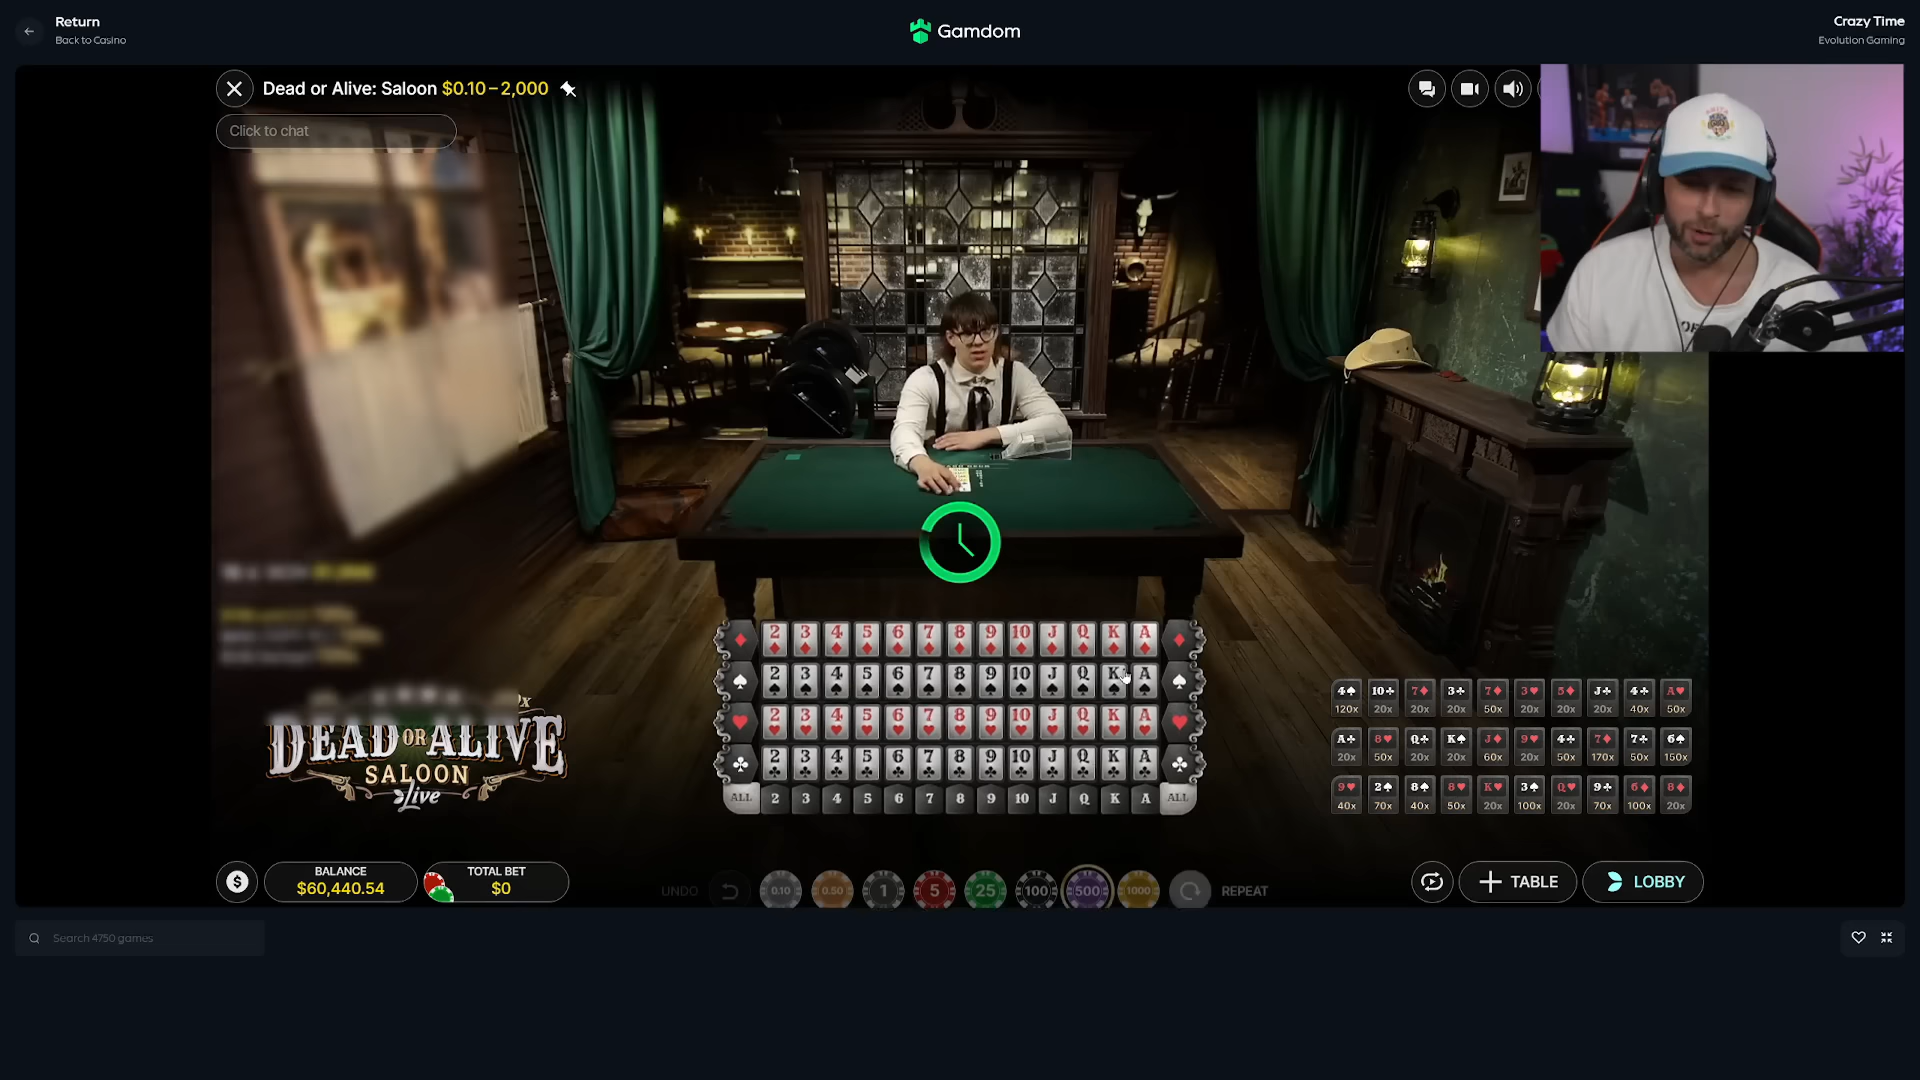 Return
Back to Casino
Gamdom
Crazy Time
Evolution Gaming
Dead or Alive: Saloon $0.10–2,000
Click to chat
2 3 4 5 6 7 8 9 10 J Q K A
2 3 4 5 6 7 8 9 10 J Q K A
2 3 4 5 6 7 8 9 10 J Q K A
2 3 4 5 6 7 8 9 10 J Q K A
ALL 2 3 4 5 6 7 8 9 10 J Q K A ALL
DEAD OR ALIVE
SALOON
Live
4♠ 10♣ 7♦ 3♣ 7♦ 3♥ 5♦ J♣ 4♣ A♥
120x 20x 20x 20x 50x 20x 20x 20x 40x 50x
A♣ 8♥ Q♣ K♠ J♦ 9♥ 4♣ 7♦ 7♣ 6♠
20x 50x 20x 20x 60x 20x 50x 170x 50x 150x
9♥ 2♠ 8♠ 8♥ K♥ 3♠ Q♥ 9♣ 6♦ 8♦
40x 70x 40x 50x 20x 100x 20x 70x 100x 20x
BALANCE
$60,440.54
TOTAL BET
$0
UNDO 0.10 0.50 1 5 25 100 500 1000 REPEAT
TABLE
LOBBY
Search 4750 games